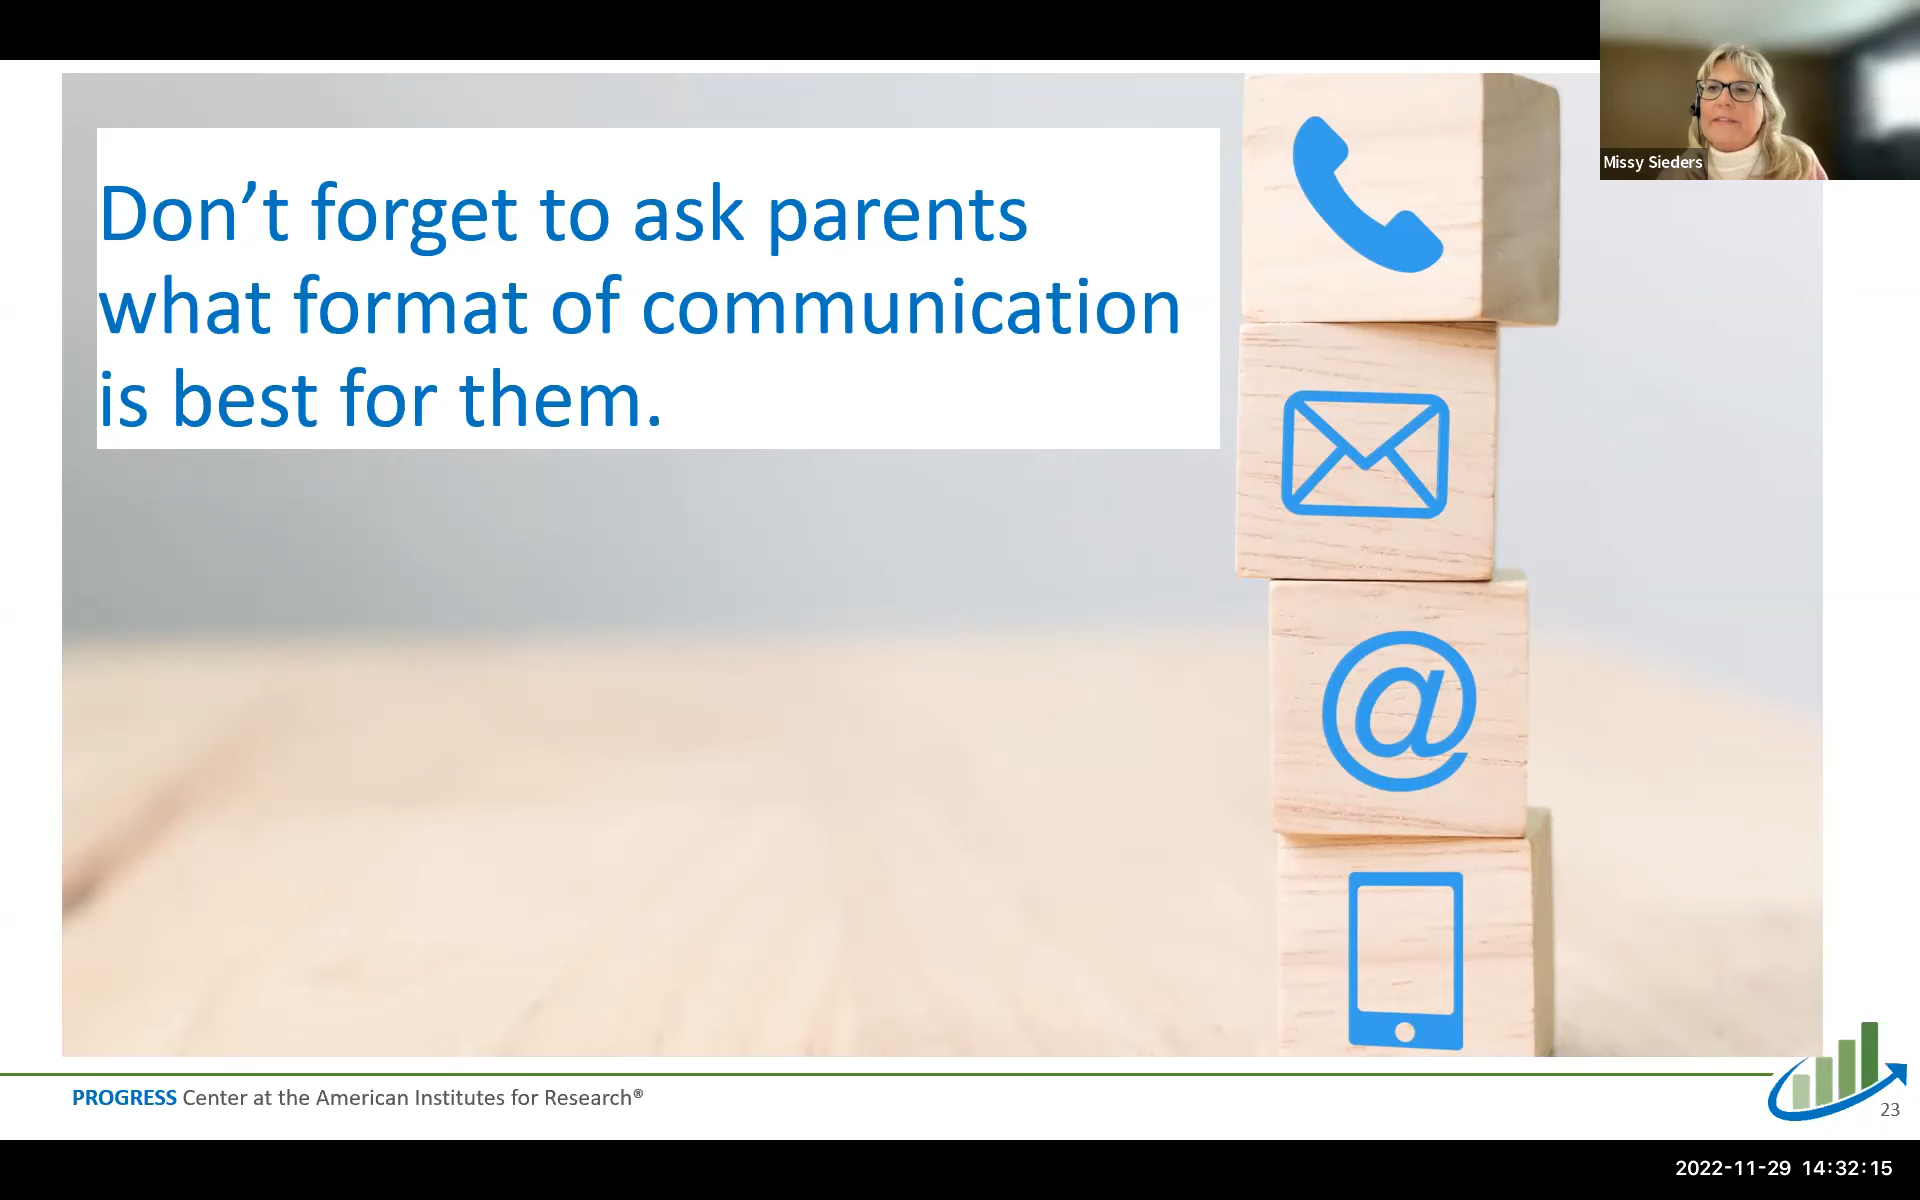 Don’t forget to ask parents
what format of communication
is best for them.
Missy Sieders
@
PROGRESS Center at the American Institutes for Research®
23
2022-11-29 14:32:15